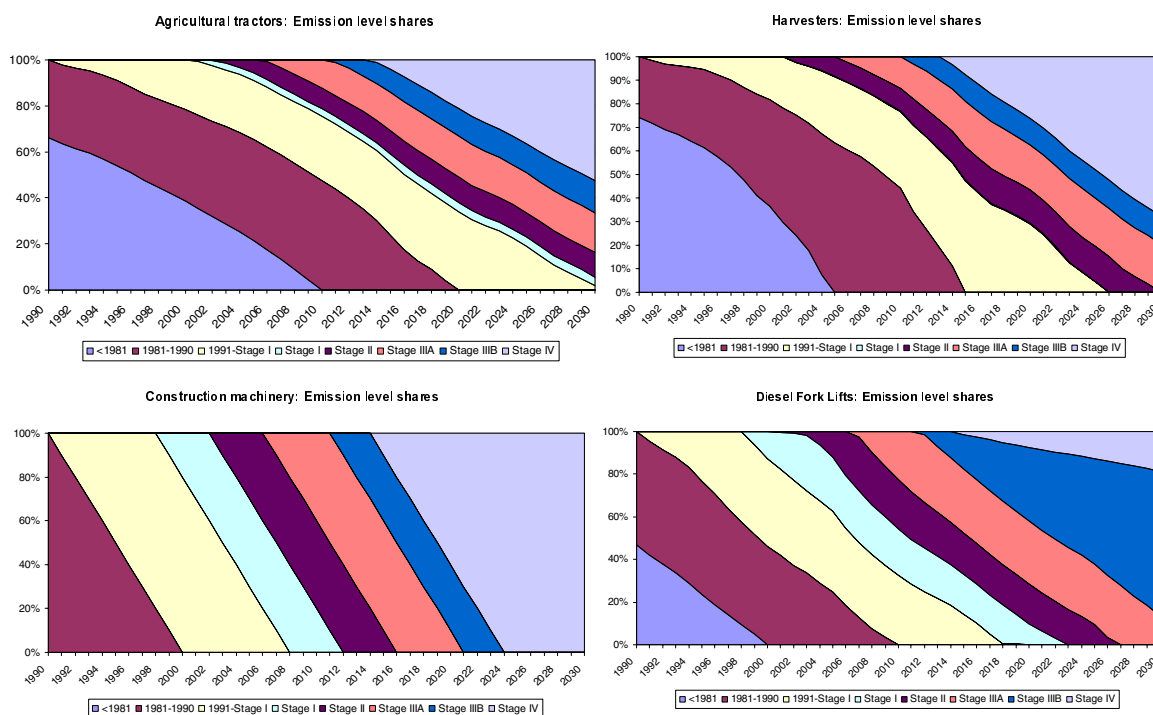 Agricultural tractors: Emission level shares
100%
80%
60%
40%
20%
0%
1990 1992 1994 1996 1998 2000 2002 2004 2006 2008 2010 2012 2014 2016 2018 2020 2022 2024 2026 2028 2030
<1981 1981-1990 1991-Stage I Stage I Stage II Stage IIIA Stage IIIB Stage IV
Harvesters: Emission level shares
100%
90%
80%
70%
60%
50%
40%
30%
20%
10%
0%
1990 1992 1994 1996 1998 2000 2002 2004 2006 2008 2010 2012 2014 2016 2018 2020 2022 2024 2026 2028 2030
<1981 1981-1990 1991-Stage I Stage I Stage II Stage IIIA Stage IIIB Stage IV
Construction machinery: Emission level shares
100%
80%
60%
40%
20%
0%
1990 1992 1994 1996 1998 2000 2002 2004 2006 2008 2010 2012 2014 2016 2018 2020 2022 2024 2026 2028 2030
<1981 1981-1990 1991-Stage I Stage I Stage II Stage IIIA Stage IIIB Stage IV
Diesel Fork Lifts: Emission level shares
100%
80%
60%
40%
20%
0%
1990 1992 1994 1996 1998 2000 2002 2004 2006 2008 2010 2012 2014 2016 2018 2020 2022 2024 2026 2028 2030
<1981 1981-1990 1991-Stage I Stage I Stage II Stage IIIA Stage IIIB Stage IV